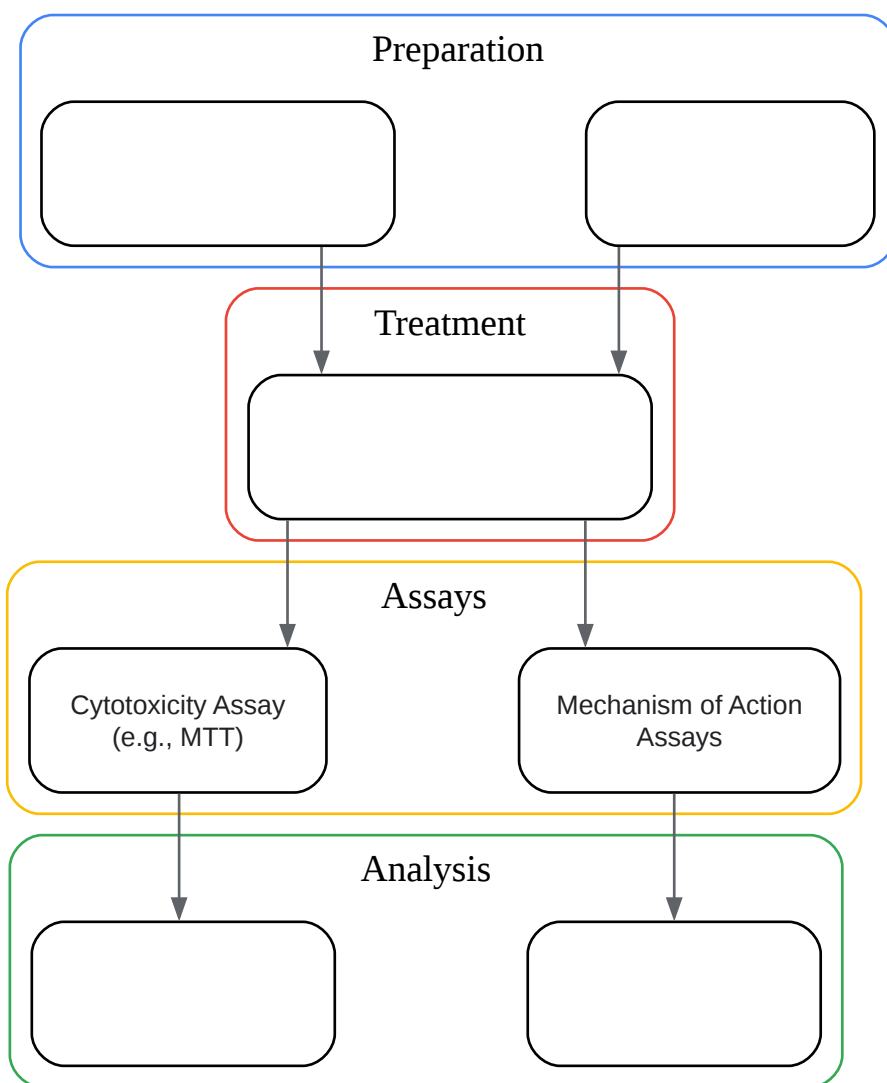 Preparation
Treatment
Assays
Cytotoxicity Assay
(e.g., MTT)
Mechanism of Action
Assays
Analysis